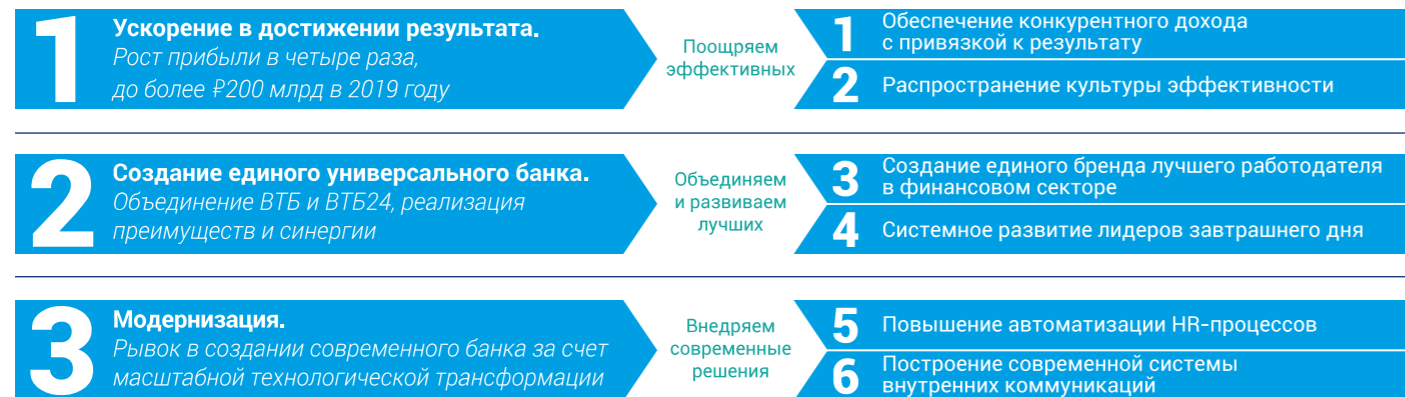 1
Ускорение в достижении результата.
Рост прибыли в четыре раза,
до более ₽200 млрд в 2019 году
Поощряем
эффективных
1
Обеспечение конкурентного дохода
с привязкой к результату
2
Распространение культуры эффективности
2
Создание единого универсального банка.
Объединение ВТБ и ВТБ24, реализация
преимуществ и синергии
Объединяем
и развиваем
лучших
3
Создание единого бренда лучшего работодателя
в финансовом секторе
4
Системное развитие лидеров завтрашнего дня
3
Модернизация.
Рывок в создании современного банка за счет
масштабной технологической трансформации
Внедряем
современные
решения
5
Повышение автоматизации HR-процессов
6
Построение современной системы
внутренних коммуникаций